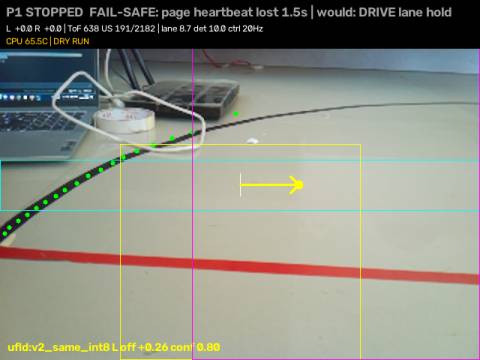 P1 STOPPED FAIL-SAFE: page heartbeat lost 1.5s | would: DRIVE lane hold
L +0.0 R +0.0 | ToF 638 US 191/2182 | lane 8.7 det 10.0 ctrl 20Hz
CPU 65.5C | DRY RUN
ufld:v2_same_int8 L off +0.26 conf 0.80